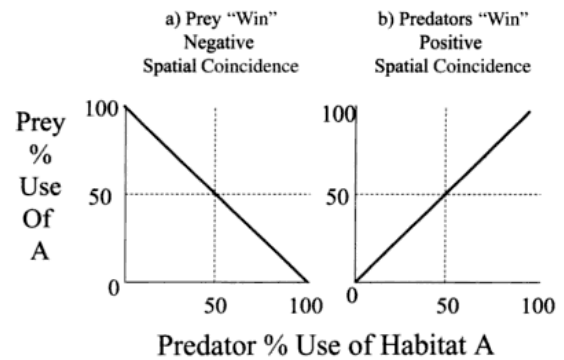 a) Prey “Win”
Negative
Spatial Coincidence
b) Predators “Win”
Positive
Spatial Coincidence
Prey
%
Use
Of
A
100
50
0
50
100
100
50
0
50
100
Predator % Use of Habitat A